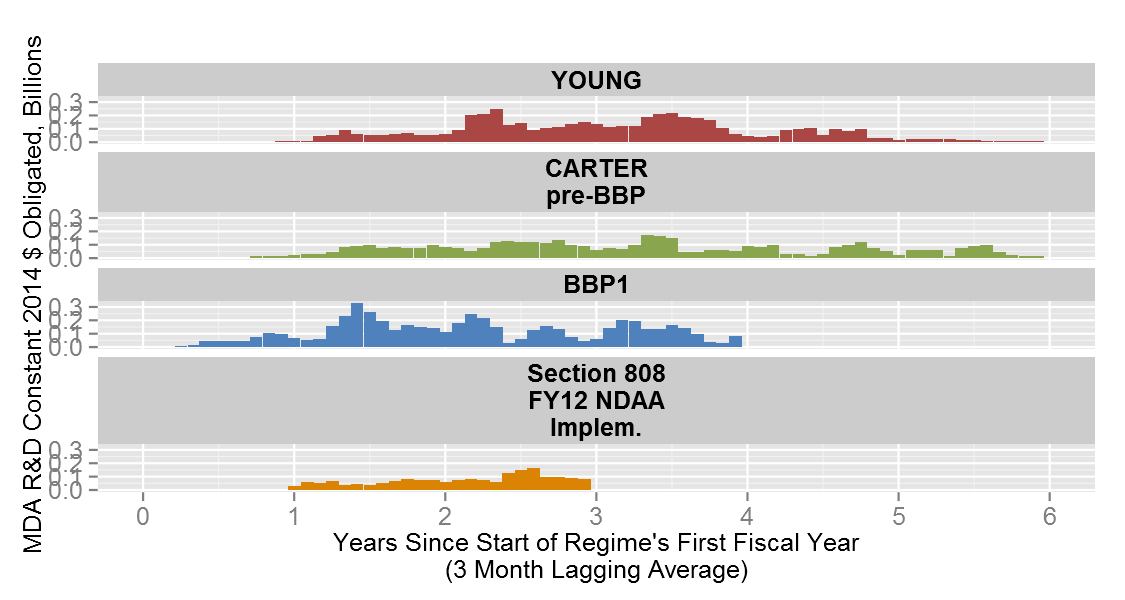 MDA R&D Constant 2014 $ Obligated, Billions
YOUNG
0.3
0.2
0.1
0.0
CARTER
pre-BBP
0.3
0.2
0.1
0.0
BBP1
0.3
0.2
0.1
0.0
Section 808
FY12 NDAA
Implem.
0.3
0.2
0.1
0.0
0 1 2 3 4 5 6
Years Since Start of Regime's First Fiscal Year
(3 Month Lagging Average)